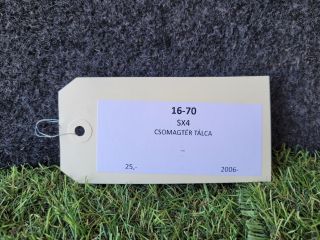 16-70
SX4
CSOMAGTÉR TÁLCA
--
25,- 2006-